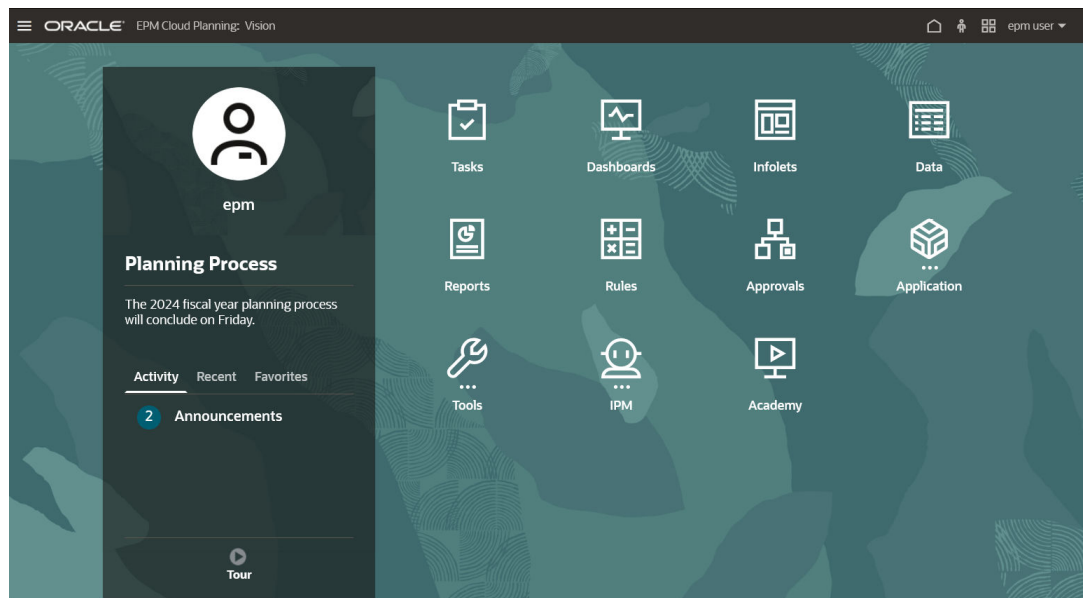 ORACLE EPM Cloud Planning: Vision epm user
epm
Planning Process
The 2024 fiscal year planning process
will conclude on Friday.
Activity Recent Favorites
2 Announcements
Tour
Tasks Dashboards Infolets Data
Reports Rules Approvals Application
Tools IPM Academy